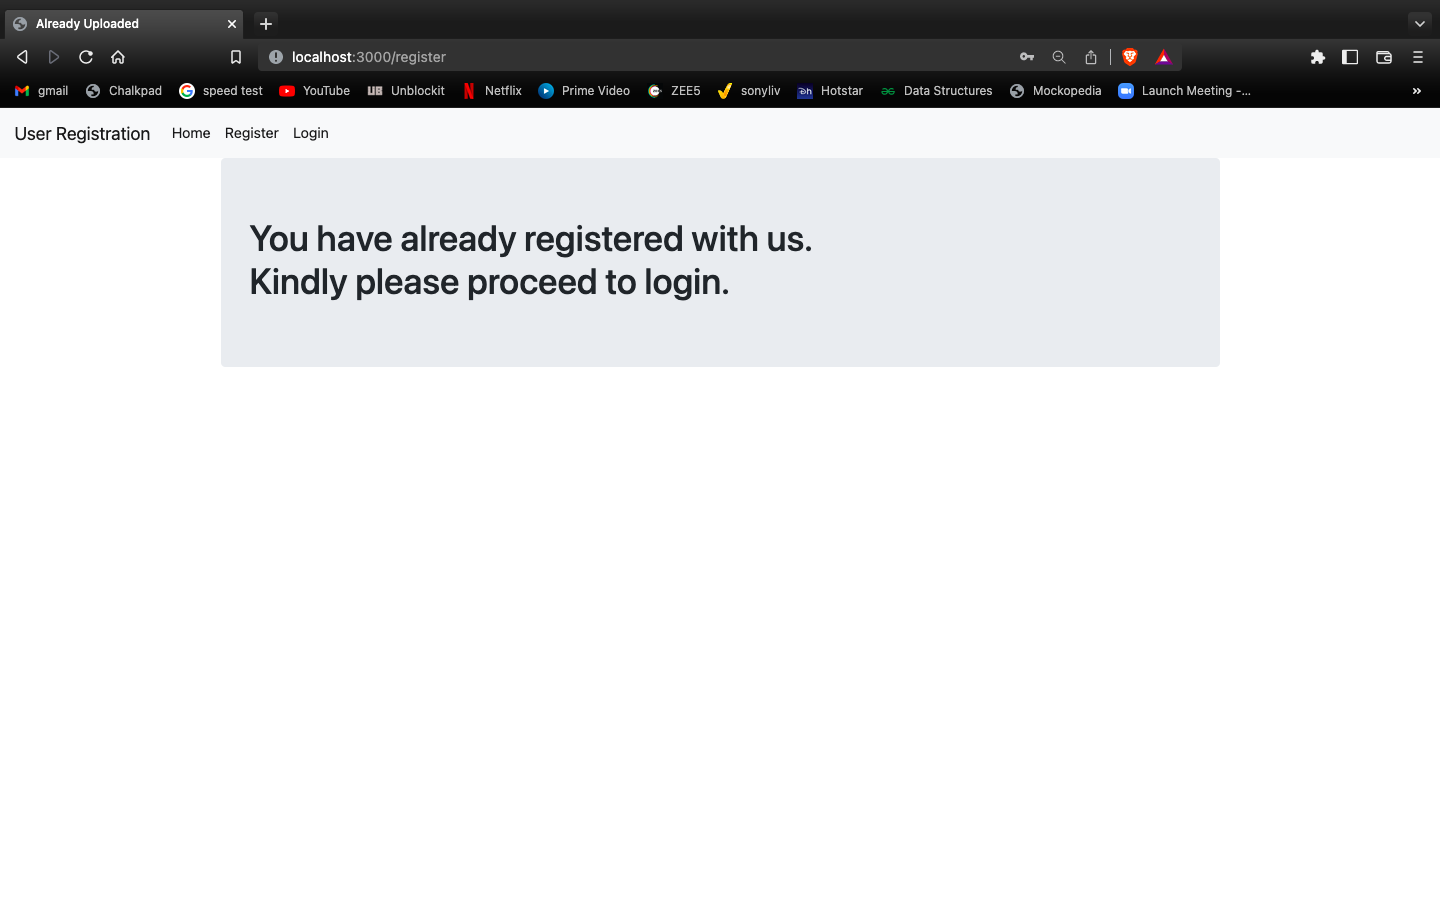 Already Uploaded
localhost:3000/register
gmail Chalkpad speed test YouTube UB Unblockit Netflix Prime Video ZEE5 sonyliv Hotstar Data Structures Mockopedia Launch Meeting -...
User Registration Home Register Login
You have already registered with us.
Kindly please proceed to login.